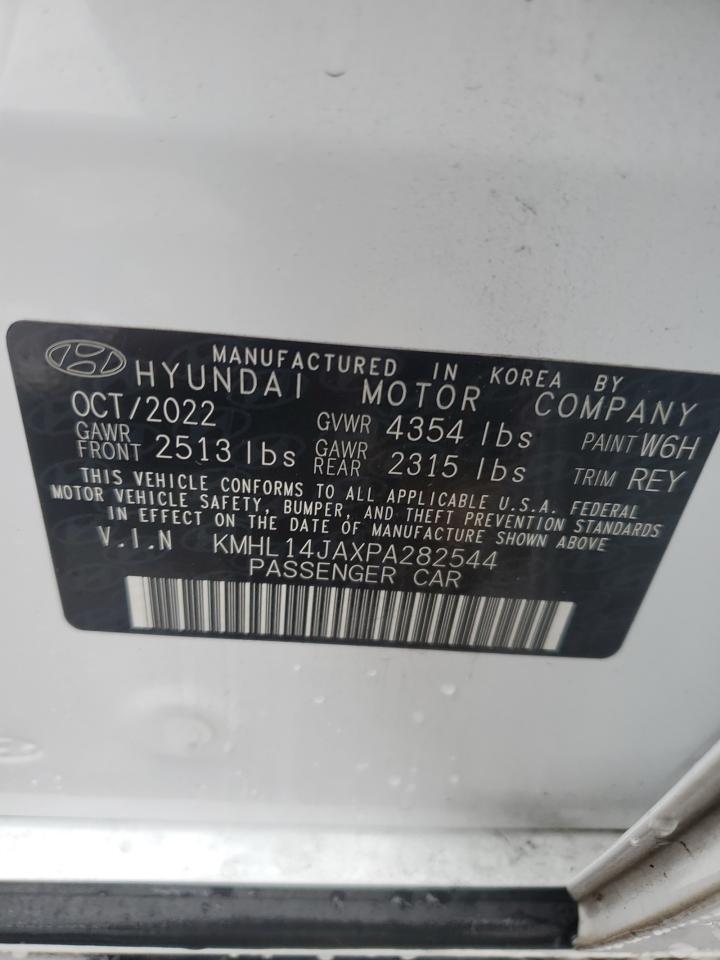 MANUFACTURED IN KOREA BY
HYUNDAI MOTOR COMPANY
OCT/2022 GVWR 4354 lbs PAINT W6H
GAWR FRONT 2513 lbs GAWR REAR 2315 lbs TRIM REY
THIS VEHICLE CONFORMS TO ALL APPLICABLE U.S.A. FEDERAL
MOTOR VEHICLE SAFETY, BUMPER, AND THEFT PREVENTION STANDARDS
IN EFFECT ON THE DATE OF MANUFACTURE SHOWN ABOVE
V.I.N KMHL14JAXPA282544
PASSENGER CAR